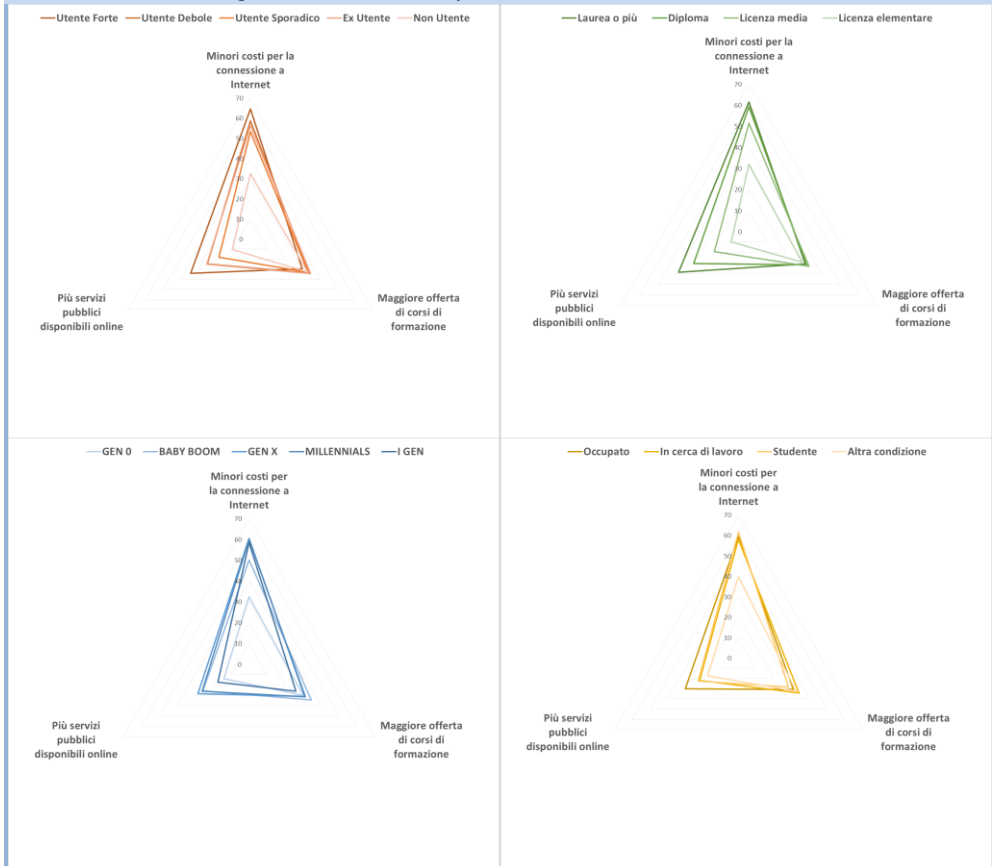 Utente Forte Utente Debole Utente Sporadico Ex Utente Non Utente
Minori costi per la
connessione a
Internet
70
60
50
40
30
20
10
0
Più servizi
pubblici
disponibili online
Maggiore offerta
di corsi di
formazione
Laurea o più Diploma Licenza media Licenza elementare
Minori costi per la
connessione a
Internet
70
60
50
40
30
20
10
0
Più servizi
pubblici
disponibili online
Maggiore offerta
di corsi di
formazione
GEN 0 BABY BOOM GEN X MILLENNIALS I GEN
Minori costi per
la connessione a
Internet
70
60
50
40
30
20
10
0
Più servizi
pubblici
disponibili online
Maggiore offerta
di corsi di
formazione
Occupato In cerca di lavoro Studente Altra condizione
Minori costi per
la connessione a
Internet
70
60
50
40
30
20
10
0
Più servizi
pubblici
disponibili online
Maggiore offerta
di corsi di
formazione